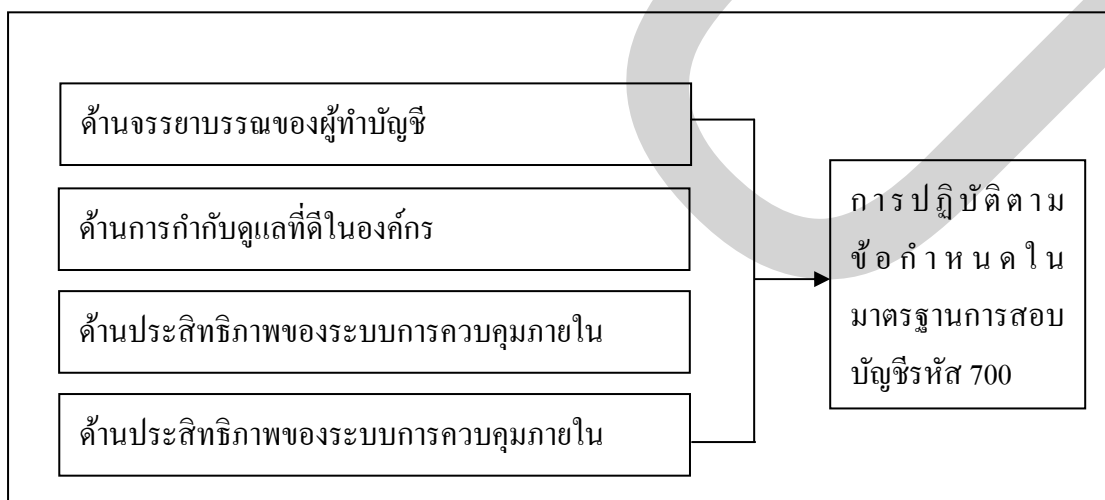 ด้านจรรยาบรรณของผู้ทำบัญชี
ด้านการกำกับดูแลที่ดีในองค์กร
ด้านประสิทธิภาพของระบบการควบคุมภายใน
ด้านประสิทธิภาพของระบบการควบคุมภายใน
การปฏิบัติตาม
ข้อกำหนดใน
มาตรฐานการสอบ
บัญชีรหัส 700